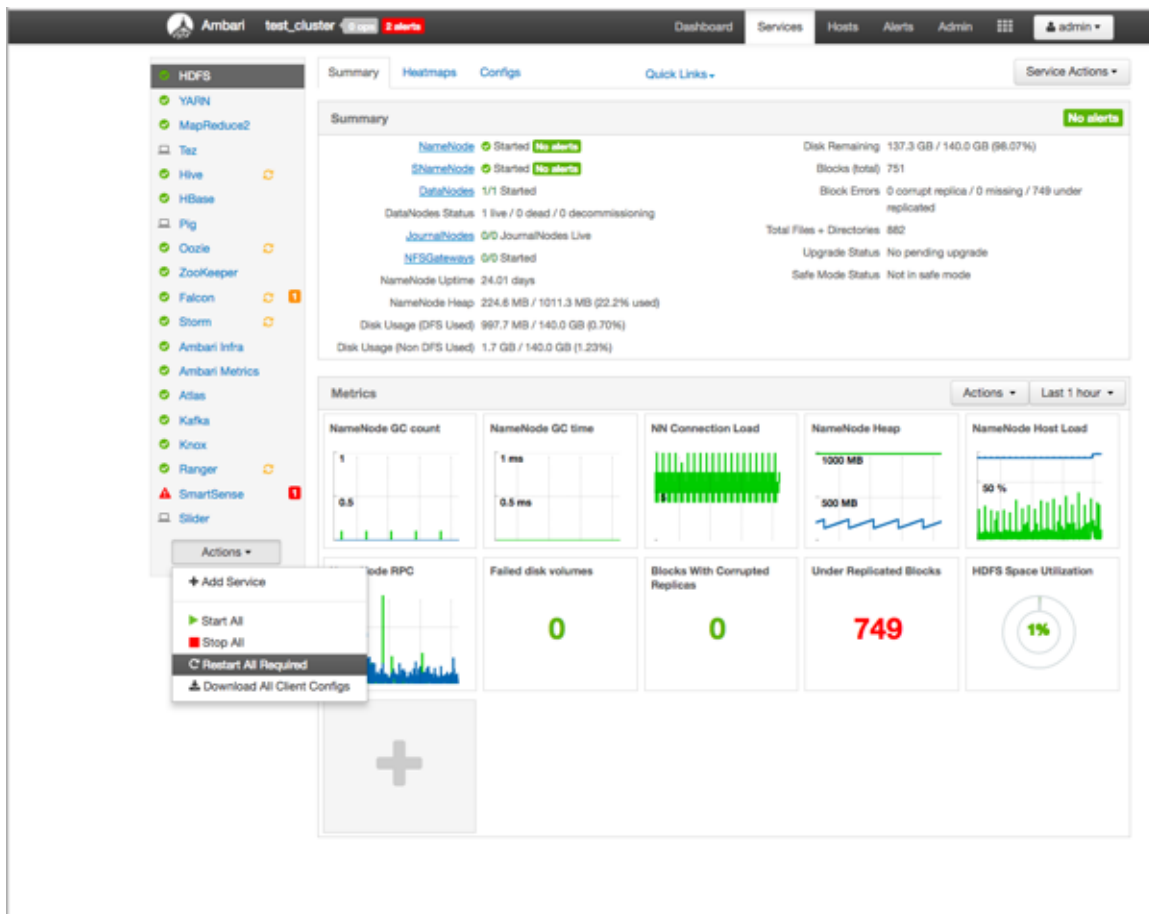 Ambari test_cluster 0 ops 2 alerts Dashboard Services Hosts Alerts Admin admin
HDFS
YARN
MapReduce2
Tez
Hive
HBase
Pig
Oozie
ZooKeeper
Falcon 1
Storm
Ambari Infra
Ambari Metrics
Atlas
Kafka
Knox
Ranger
SmartSense 1
Slider
Actions
Add Service
Start All
Stop All
Restart All Required
Download All Client Configs
Summary Heatmaps Configs Quick Links Service Actions
Summary No alerts
NameNode Started No alerts
SNameNode Started No alerts
DataNodes 1/1 Started
DataNodes Status 1 live / 0 dead / 0 decommissioning
JournalNodes 0/0 JournalNodes Live
NFSGateways 0/0 Started
NameNode Uptime 24.01 days
NameNode Heap 224.6 MB / 1011.3 MB (22.2% used)
Disk Usage (DFS Used) 997.7 MB / 140.0 GB (0.70%)
Disk Usage (Non DFS Used) 1.7 GB / 140.0 GB (1.23%)
Disk Remaining 137.3 GB / 140.0 GB (98.07%)
Blocks (total) 751
Block Errors 0 corrupt replica / 0 missing / 749 under
replicated
Total Files + Directories 882
Upgrade Status No pending upgrade
Safe Mode Status Not in safe mode
Metrics Actions Last 1 hour
NameNode GC count
1
0.5
NameNode GC time
1 ms
0.5 ms
NN Connection Load
5
NameNode Heap
1000 MB
500 MB
NameNode Host Load
50 %
Node RPC
Failed disk volumes
0
Blocks With Corrupted
Replicas
0
Under Replicated Blocks
749
HDFS Space Utilization
1%